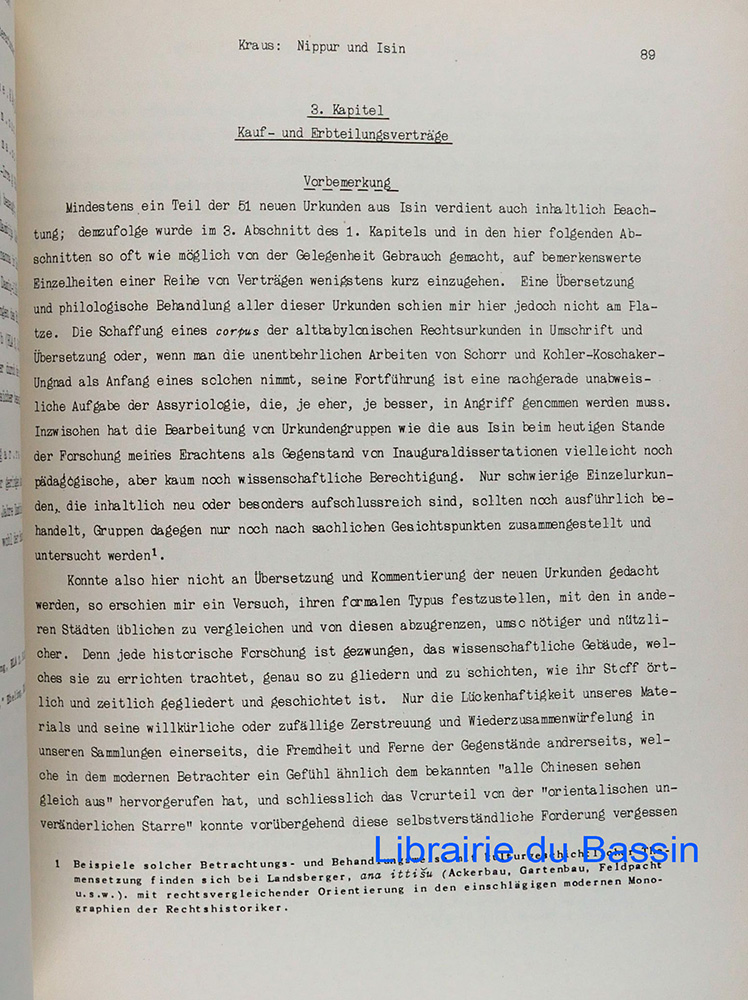 Kraus: Nippur und Isin
89
3. Kapitel
Kauf- und Erbteilungsverträge
Vorbemerkung
Mindestens ein Teil der 51 neuen Urkunden aus Isin verdient auch inhaltlich Beach-
tung; demzufolge wurde im 3. Abschnitt des 1. Kapitels und in den hier folgenden Ab-
schnitten so oft wie möglich von der Gelegenheit Gebrauch gemacht, auf bemerkenswerte
Einzelheiten einer Reihe von Verträgen wenigstens kurz einzugehen. Eine Übersetzung
und philologische Behandlung aller dieser Urkunden schien mir hier jedoch nicht am Pla-
tze. Die Schaffung eines corpus der altbabylonischen Rechtsurkunden in Umschrift und
Übersetzung oder, wenn man die unentbehrlichen Arbeiten von Schorr und Kohler-Koschaker-
Ungnad als Anfang eines solchen nimmt, seine Fortführung ist eine nachgerade unabweis-
liche Aufgabe der Assyriologie, die, je eher, je besser, in Angriff genommen werden muss.
Inzwischen hat die Bearbeitung von Urkundengruppen wie die aus Isin beim heutigen Stande
der Forschung meines Erachtens als Gegenstand von Inauguraldissertationen vielleicht noch
pädagogische, aber kaum noch wissenschaftliche Berechtigung. Nur schwierige Einzelurkun-
den, die inhaltlich neu oder besonders aufschlussreich sind, sollten noch ausführlich be-
handelt, Gruppen dagegen nur noch nach sachlichen Gesichtspunkten zusammengestellt und
untersucht werden¹.
Konnte also hier nicht an Übersetzung und Kommentierung der neuen Urkunden gedacht
werden, so erschien mir ein Versuch, ihren formalen Typus festzustellen, mit den in ande-
ren Städten üblichen zu vergleichen und von diesen abzugrenzen, umso nötiger und nützli-
cher. Denn jede historische Forschung ist gezwungen, das wissenschaftliche Gebäude, wel-
ches sie zu errichten trachtet, genau so zu gliedern und zu schichten, wie ihr Stoff ört-
lich und zeitlich gegliedert und geschichtet ist. Nur die Lückenhaftigkeit unseres Mate-
rials und seine willkürliche oder zufällige Zerstreuung und Wiederzusammenwürfelung in
unseren Sammlungen einerseits, die Fremdheit und Ferne der Gegenstände andrerseits, wel-
che in dem modernen Betrachter ein Gefühl ähnlich dem bekannten "alle Chinesen sehen
gleich aus" hervorgerufen hat, und schliesslich das Vorurteil von der "orientalischen un-
veränderlichen Starre" konnte vorübergehend diese selbstverständliche Forderung vergessen
1 Beispiele solcher Betrachtungs- und Behandlungsweise mit kulturgeschichtlicher The-
mensetzung finden sich bei Landsberger, ana ittišu (Ackerbau, Gartenbau, Feldpacht
u.s.w.). mit rechtsvergleichender Orientierung in den einschlägigen modernen Mono-
graphien der Rechtshistoriker.
Librairie du Bassin